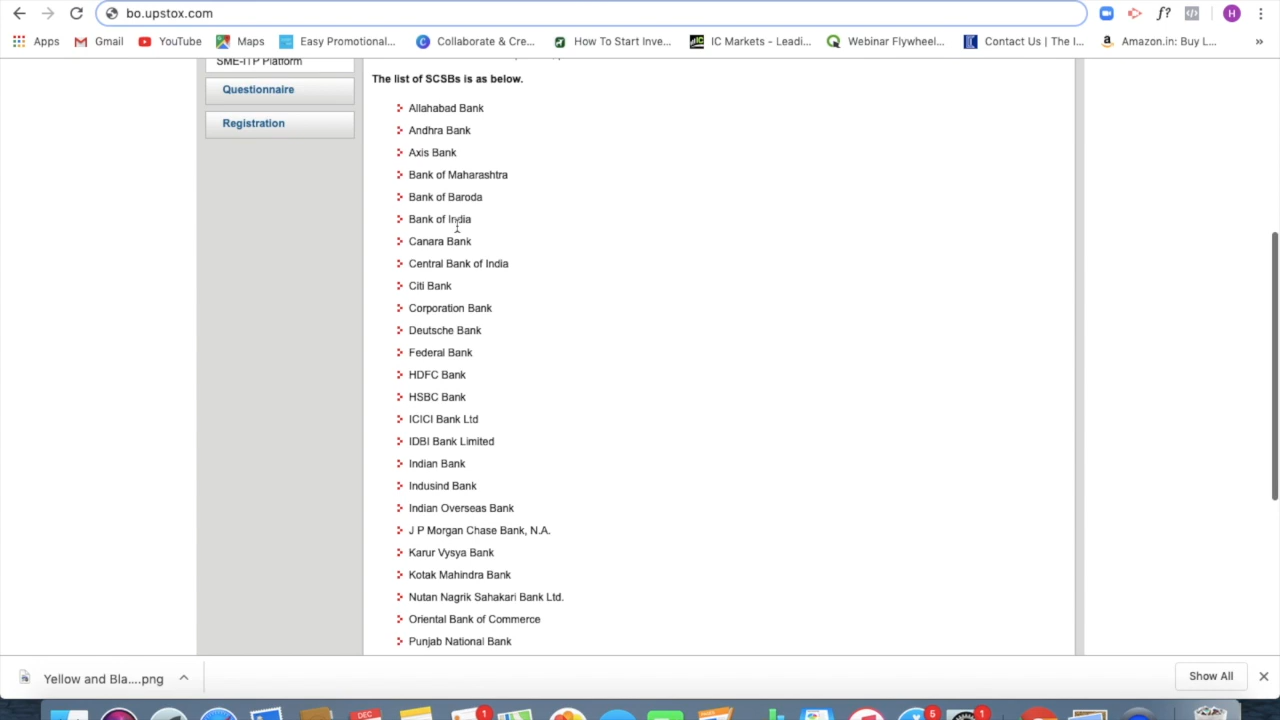 bo.upstox.com
f?
H
Apps
Gmail
YouTube
Maps
Easy Promotional...
Collaborate & Cre...
How To Start Inve...
IC Markets - Leadi...
Webinar Flywheel...
Contact Us | The I...
Amazon.in: Buy L...
»
SME-ITP Platform
Questionnaire
Registration
The list of SCSBs is as below.
Allahabad Bank
Andhra Bank
Axis Bank
Bank of Maharashtra
Bank of Baroda
Bank of India
Canara Bank
Central Bank of India
Citi Bank
Corporation Bank
Deutsche Bank
Federal Bank
HDFC Bank
HSBC Bank
ICICI Bank Ltd
IDBI Bank Limited
Indian Bank
Indusind Bank
Indian Overseas Bank
J P Morgan Chase Bank, N.A.
Karur Vysya Bank
Kotak Mahindra Bank
Nutan Nagrik Sahakari Bank Ltd.
Oriental Bank of Commerce
Punjab National Bank
Yellow and Bla....png
Show All
DEC
1
5
1